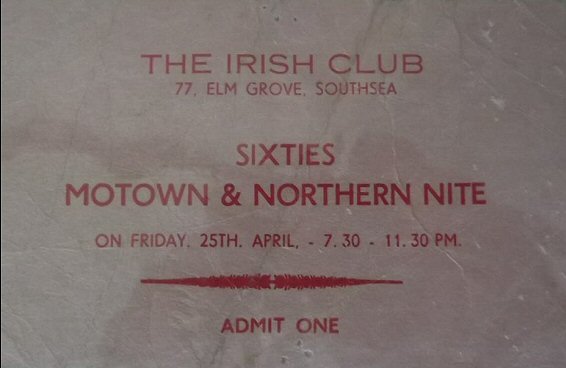 THE IRISH CLUB
77, ELM GROVE, SOUTHSEA
SIXTIES
MOTOWN & NORTHERN NITE
ON FRIDAY. 25TH. APRIL, - 7.30 - 11.30 PM.
ADMIT ONE